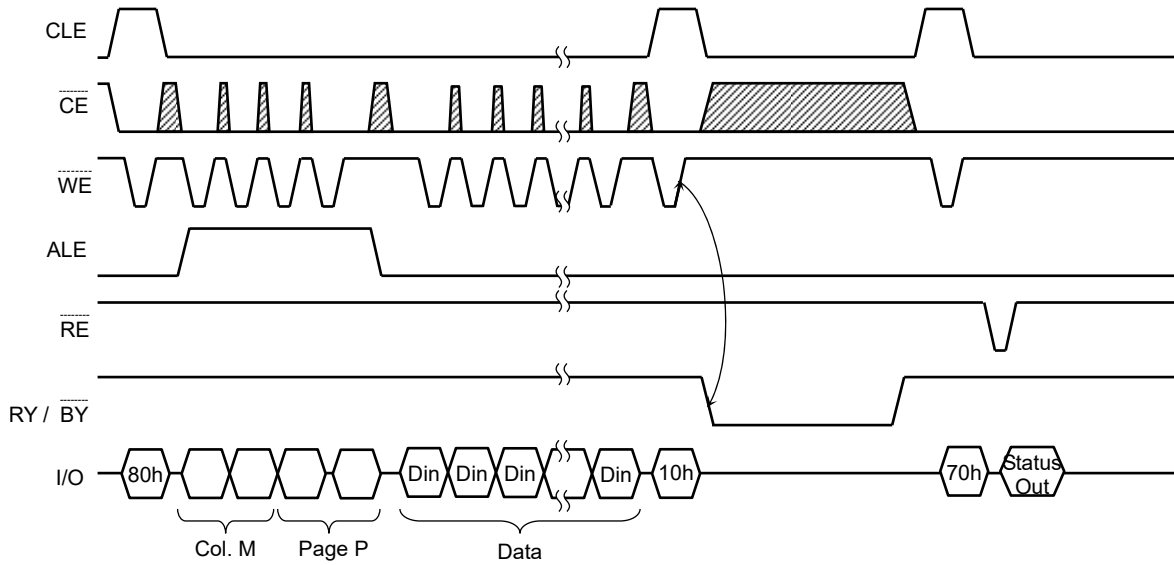 CLE
CE
WE
ALE
RE
RY / BY
I/O 80h Din Din Din Din 10h 70h Status Out
Col. M Page P Data